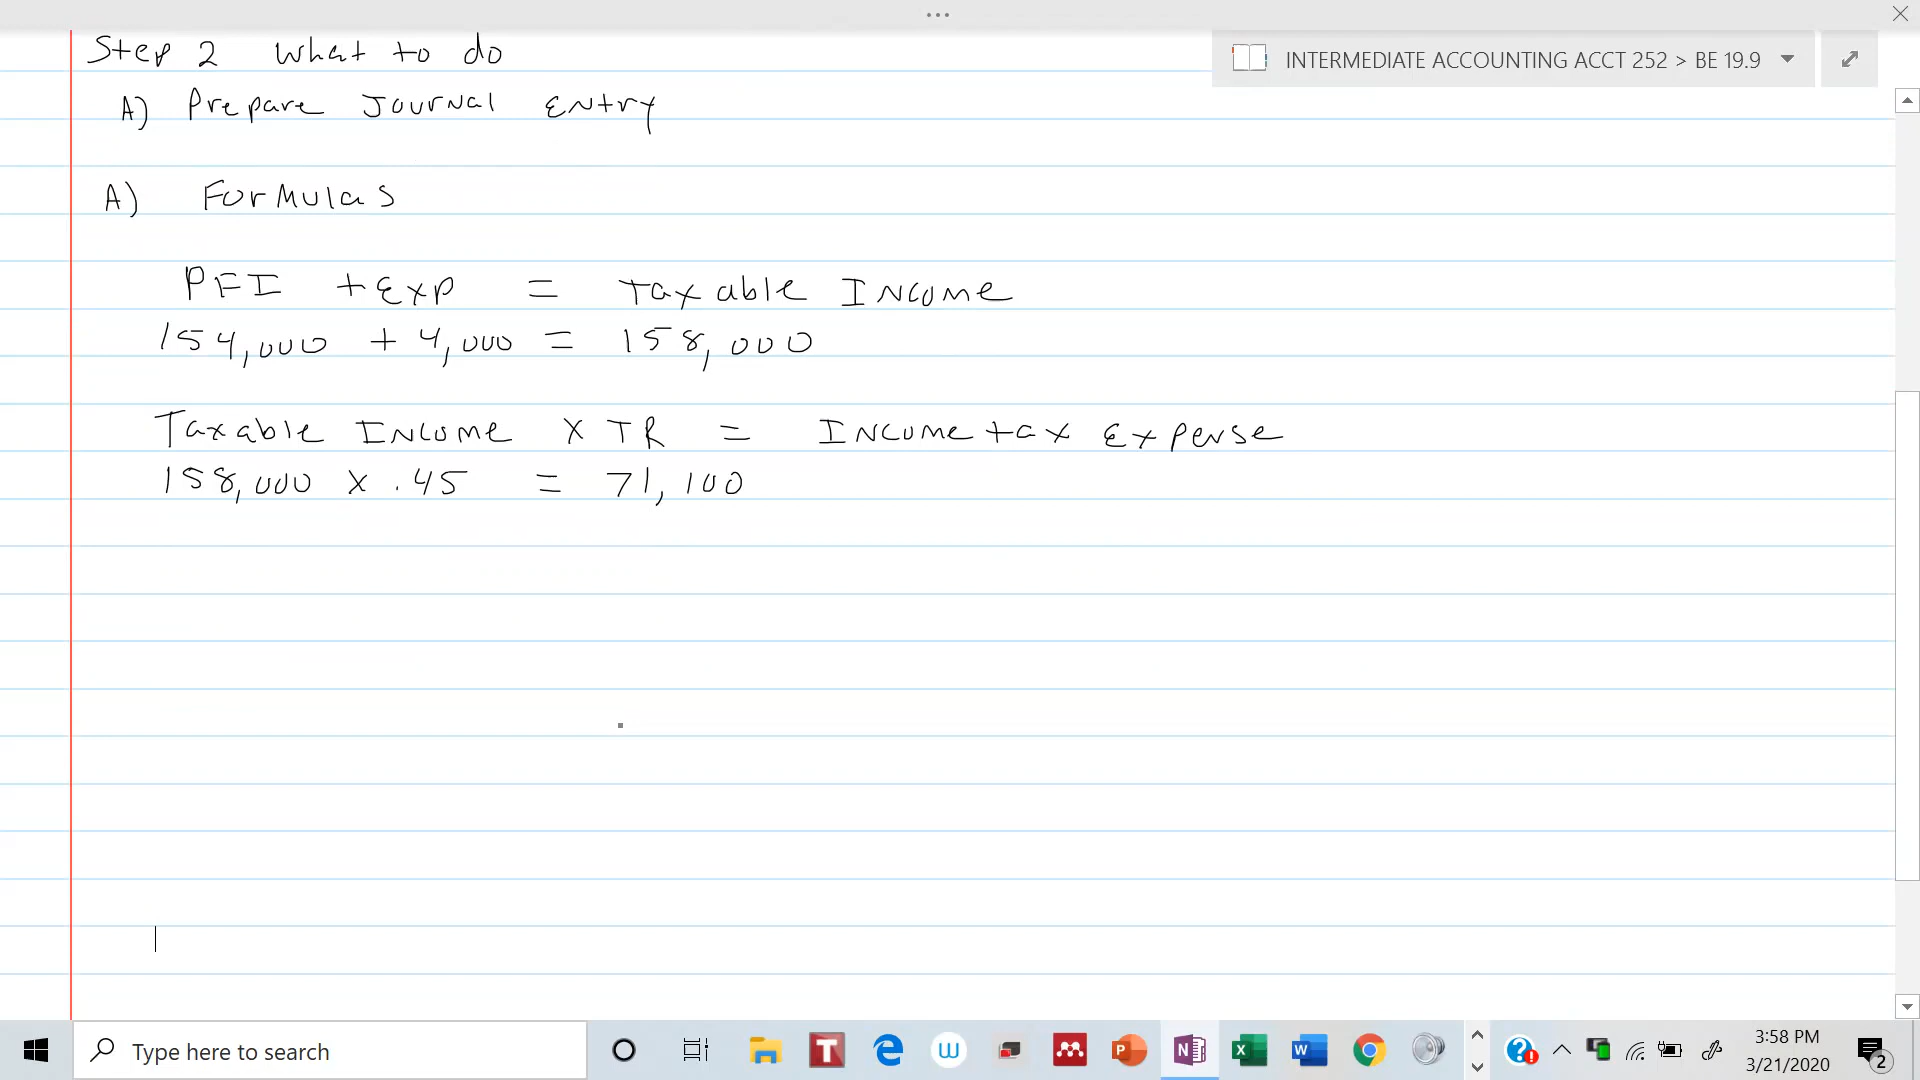 ...
Step 2 What to do
INTERMEDIATE ACCOUNTING ACCT 252 > BE 19.9
A) Prepare Journal Entry
A) Formulas
PFI + Exp = Taxable Income
154,000 + 4,000 = 158,000
Taxable Income x TR = Income tax Expense
158,000 x .45 = 71,100
Type here to search
3:58 PM
3/21/2020
2